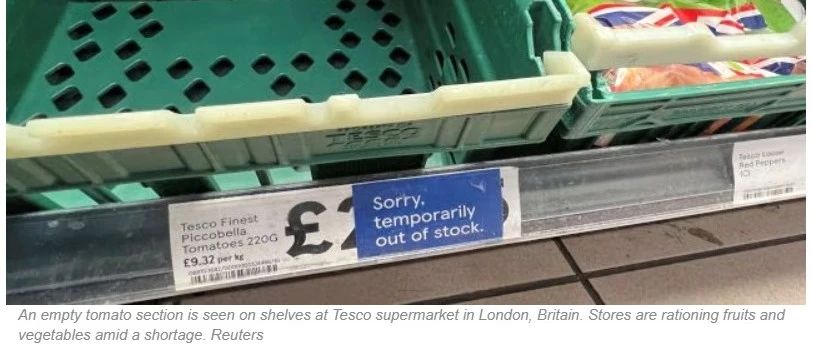 TESCO
Tesco Finest
Piccobella
Tomatoes 220G
£9.32 per kg
£2
Sorry,
temporarily
out of stock.
Tesco Loose
Red Peppers
(C)
An empty tomato section is seen on shelves at Tesco supermarket in London, Britain. Stores are rationing fruits and
vegetables amid a shortage. Reuters